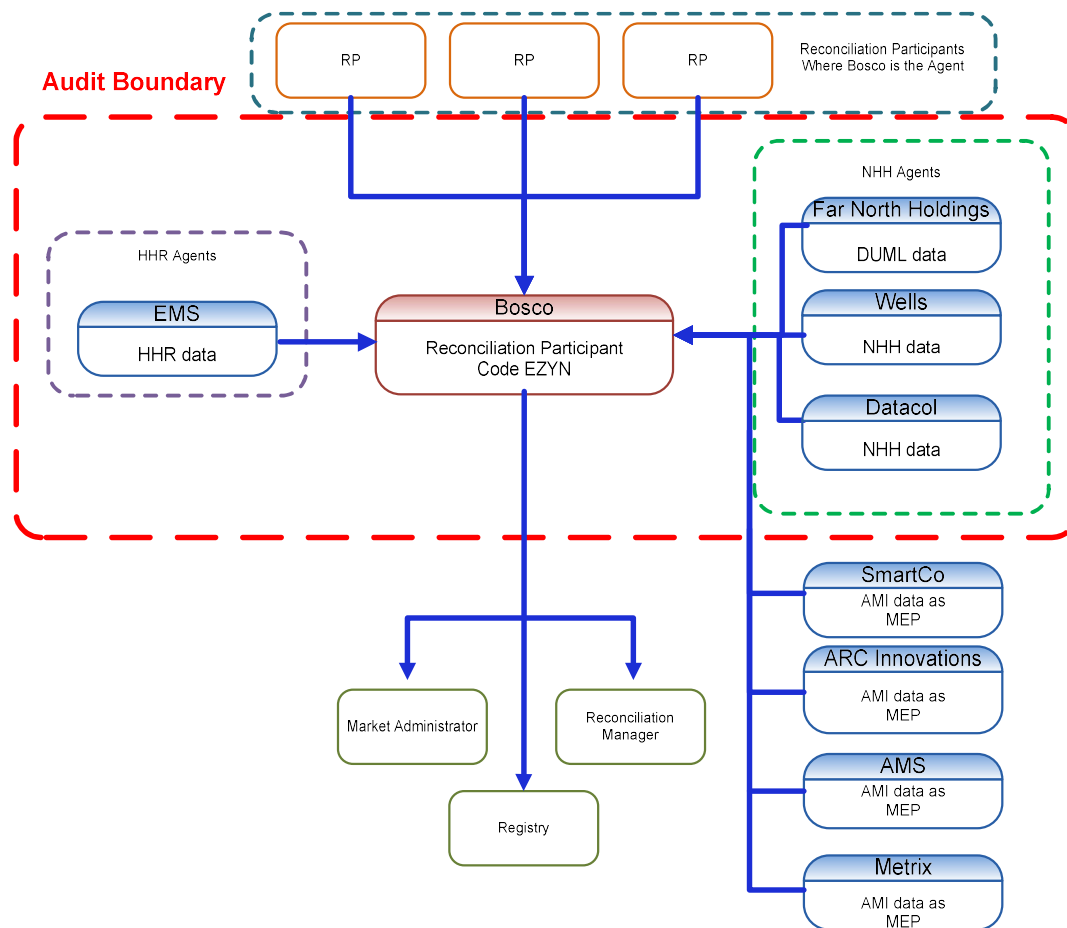 RP
RP
RP
Reconciliation Participants
Where Bosco is the Agent
Audit Boundary
NHH Agents
Far North Holdings
DUML data
HHR Agents
EMS
HHR data
Bosco
Reconciliation Participant
Code EZYN
Wells
NHH data
Datacol
NHH data
SmartCo
AMI data as
MEP
ARC Innovations
AMI data as
MEP
Market Administrator
Reconciliation
Manager
AMS
AMI data as
MEP
Registry
Metrix
AMI data as
MEP